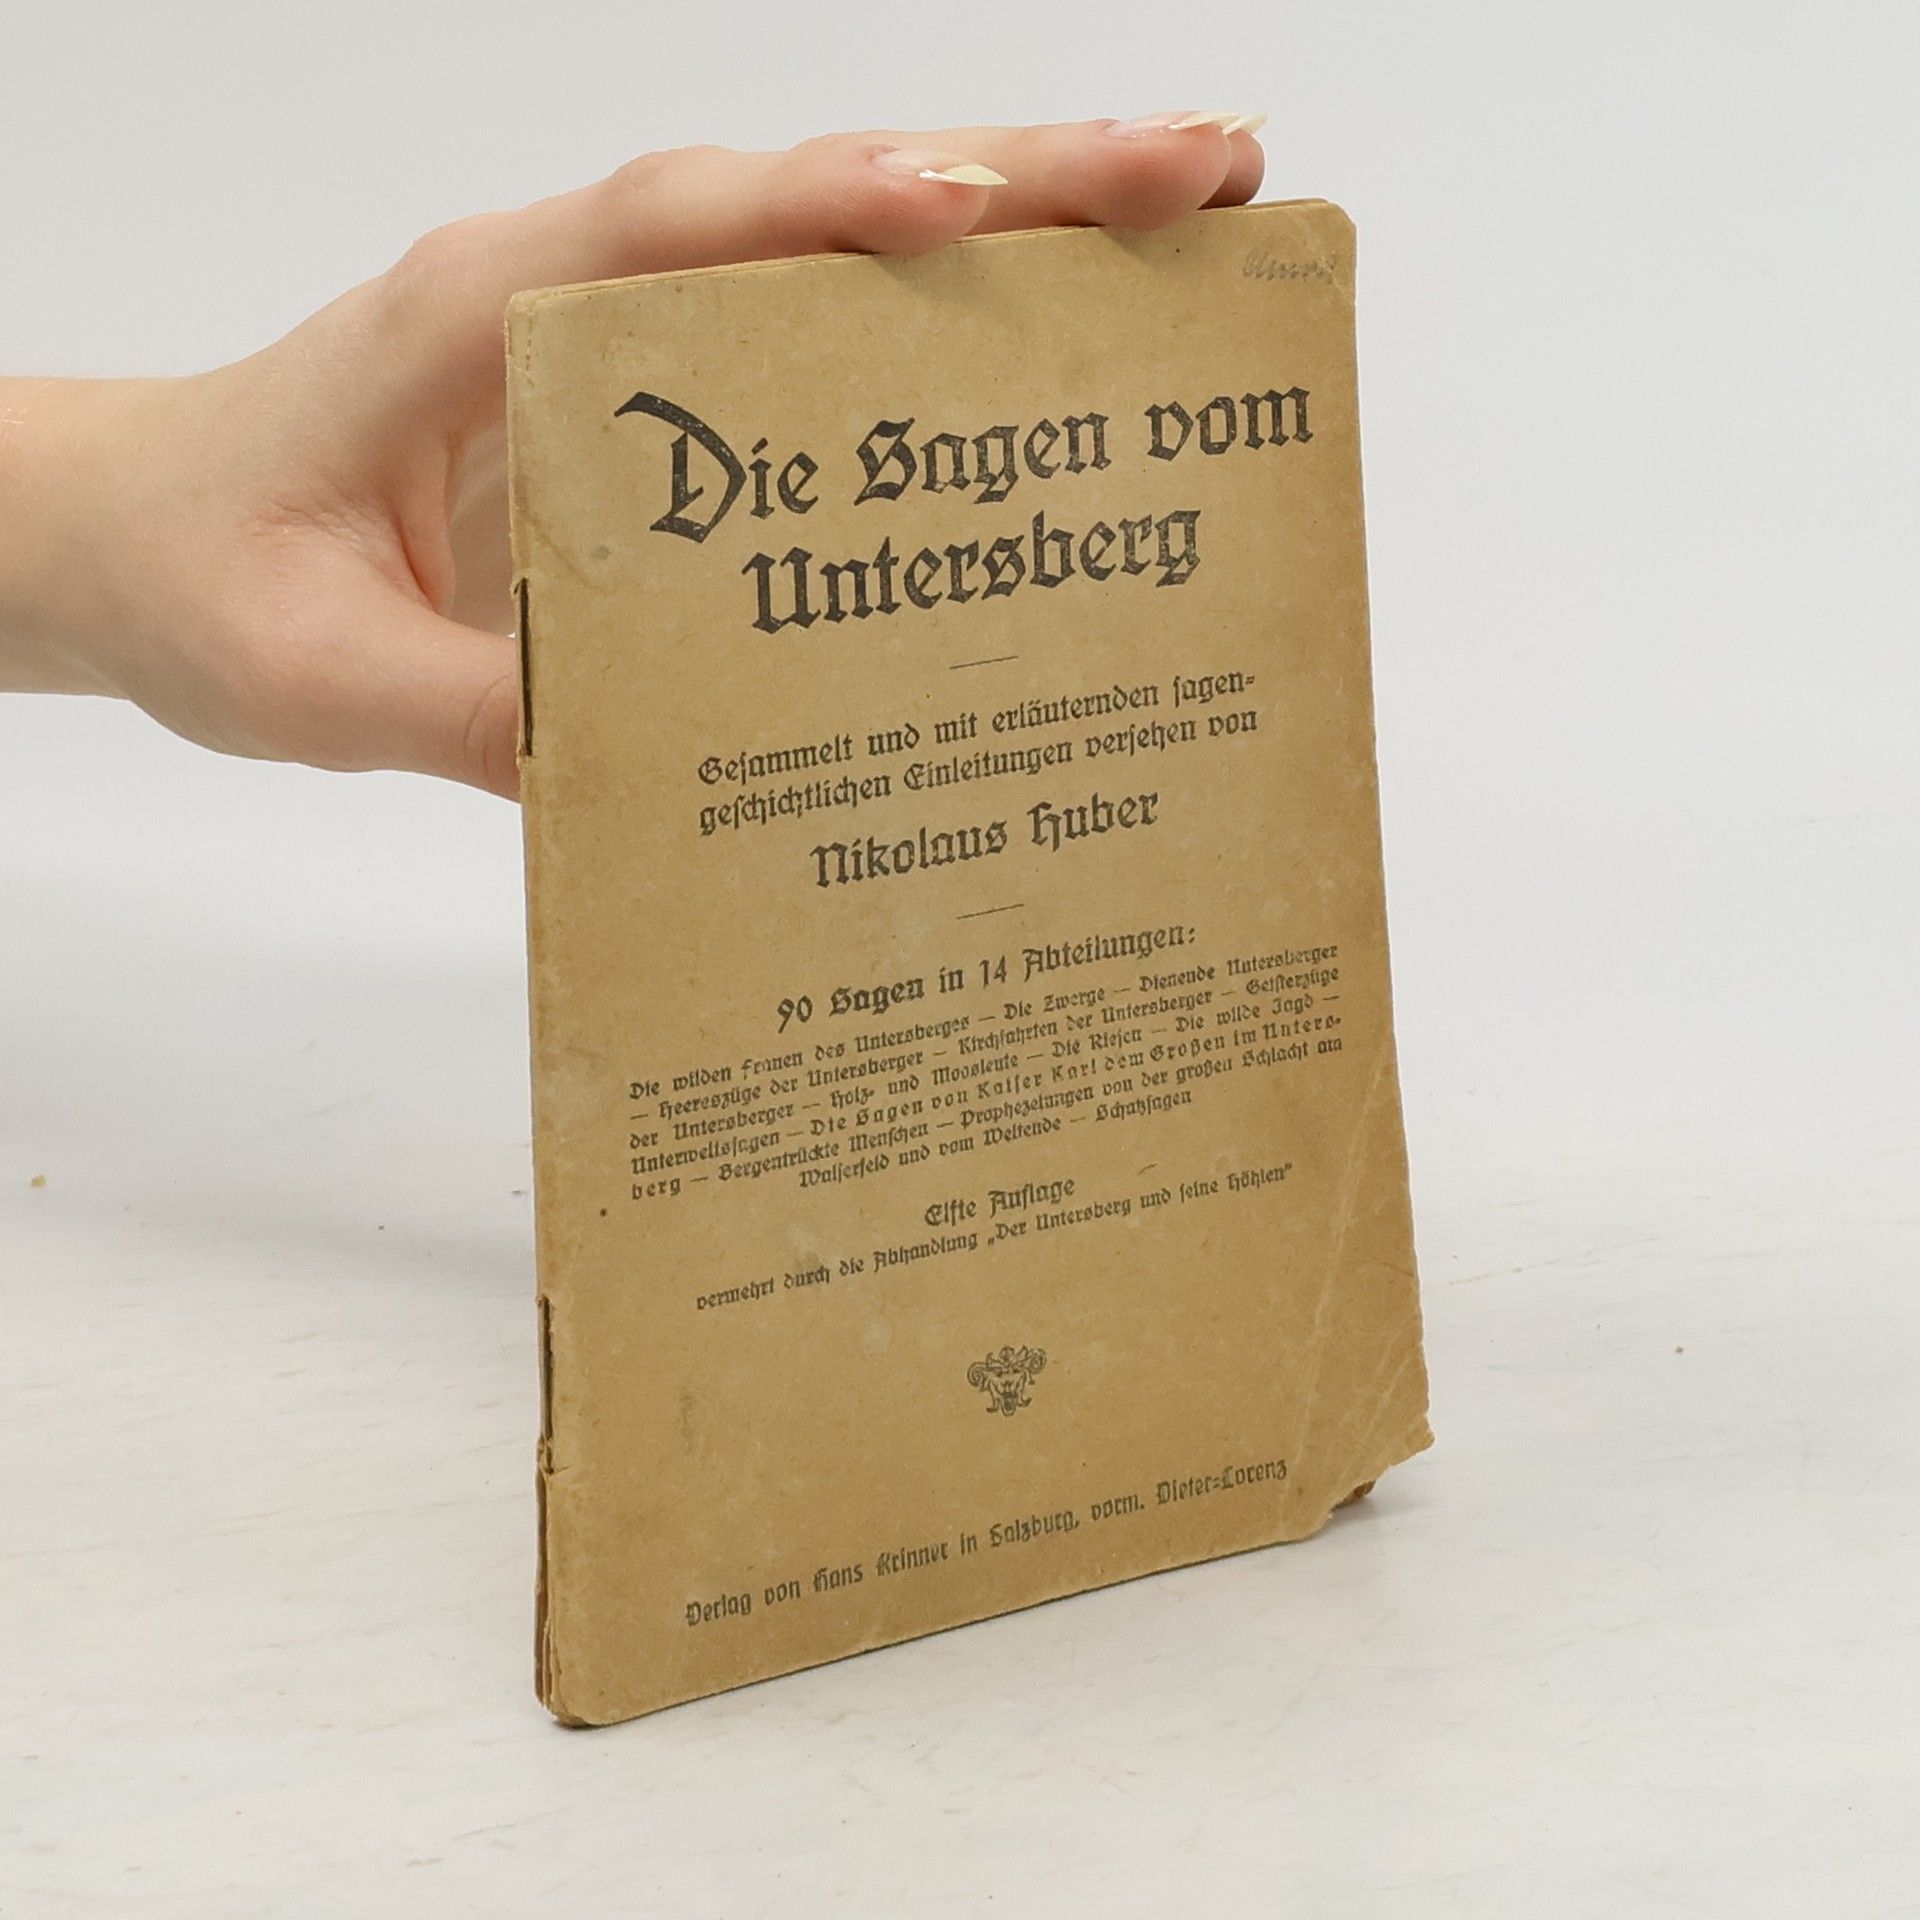 Die Sagen vom
Untersberg
Gesammelt und mit erläuternden sagen-
geschichtlichen Einleitungen versehen von
Nikolaus Huber
90 Sagen in 14 Abteilungen:
Die wilden Frauen des Untersberges — Die Zwerge — Dienende Untersberger
— Heereszüge der Untersberger — Kirchfahrten der Untersberger — Geisterzüge
der Untersberger — Holz- und Moosleute — Die Riesen — Die wilde Jagd —
Unterweltssagen — Die Sagen von Kaiser Karl dem Großen im Unters-
berg — Bergentrückte Menschen — Prophezeiungen von der großen Schlacht am
Walserfeld und vom Weltende — Schatzsagen
Elfte Auflage
vermehrt durch die Abhandlung „Der Untersberg und seine Höhlen"
Verlag von Hans Krinner in Salzburg, vorm. Dieter-Lorenz